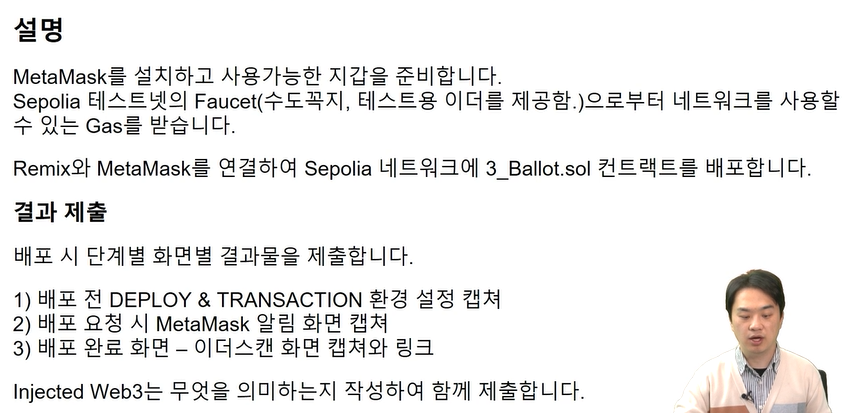 설명
MetaMask를 설치하고 사용가능한 지갑을 준비합니다.
Sepolia 테스트넷의 Faucet(수도꼭지, 테스트용 이더를 제공함.)으로부터 네트워크를 사용할
수 있는 Gas를 받습니다.
Remix와 MetaMask를 연결하여 Sepolia 네트워크에 3_Ballot.sol 컨트랙트를 배포합니다.
결과 제출
배포 시 단계별 화면별 결과물을 제출합니다.
1) 배포 전 DEPLOY & TRANSACTION 환경 설정 캡쳐
2) 배포 요청 시 MetaMask 알림 화면 캡쳐
3) 배포 완료 화면 – 이더스캔 화면 캡쳐와 링크
Injected Web3는 무엇을 의미하는지 작성하여 함께 제출합니다.